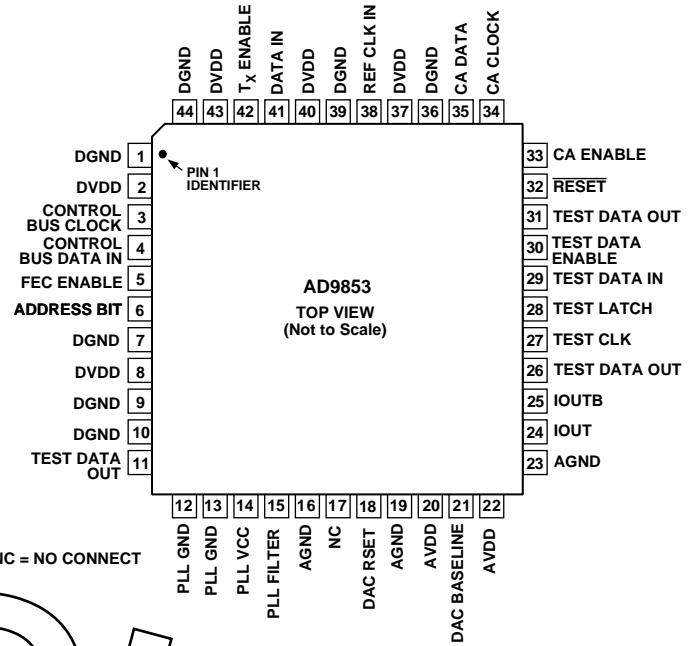 DGND
DVDD
TX ENABLE
DATA IN
DVDD
DGND
REF CLK IN
DVDD
DGND
CA DATA
CA CLOCK
44 43 42 41 40 39 38 37 36 35 34
DGND 1
DVDD 2
CONTROL
BUS CLOCK 3
CONTROL
BUS DATA IN 4
FEC ENABLE 5
ADDRESS BIT 6
DGND 7
DVDD 8
DGND 9
DGND 10
TEST DATA
OUT 11
PIN 1
IDENTIFIER
AD9853
TOP VIEW
(Not to Scale)
33 CA ENABLE
32 RESET
31 TEST DATA OUT
30 TEST DATA
ENABLE
29 TEST DATA IN
28 TEST LATCH
27 TEST CLK
26 TEST DATA OUT
25 IOUTB
24 IOUT
23 AGND
12 13 14 15 16 17 18 19 20 21 22
PLL GND
PLL GND
PLL VCC
PLL FILTER
AGND
NC
DAC RSET
AGND
AVDD
DAC BASELINE
AVDD
NC = NO CONNECT